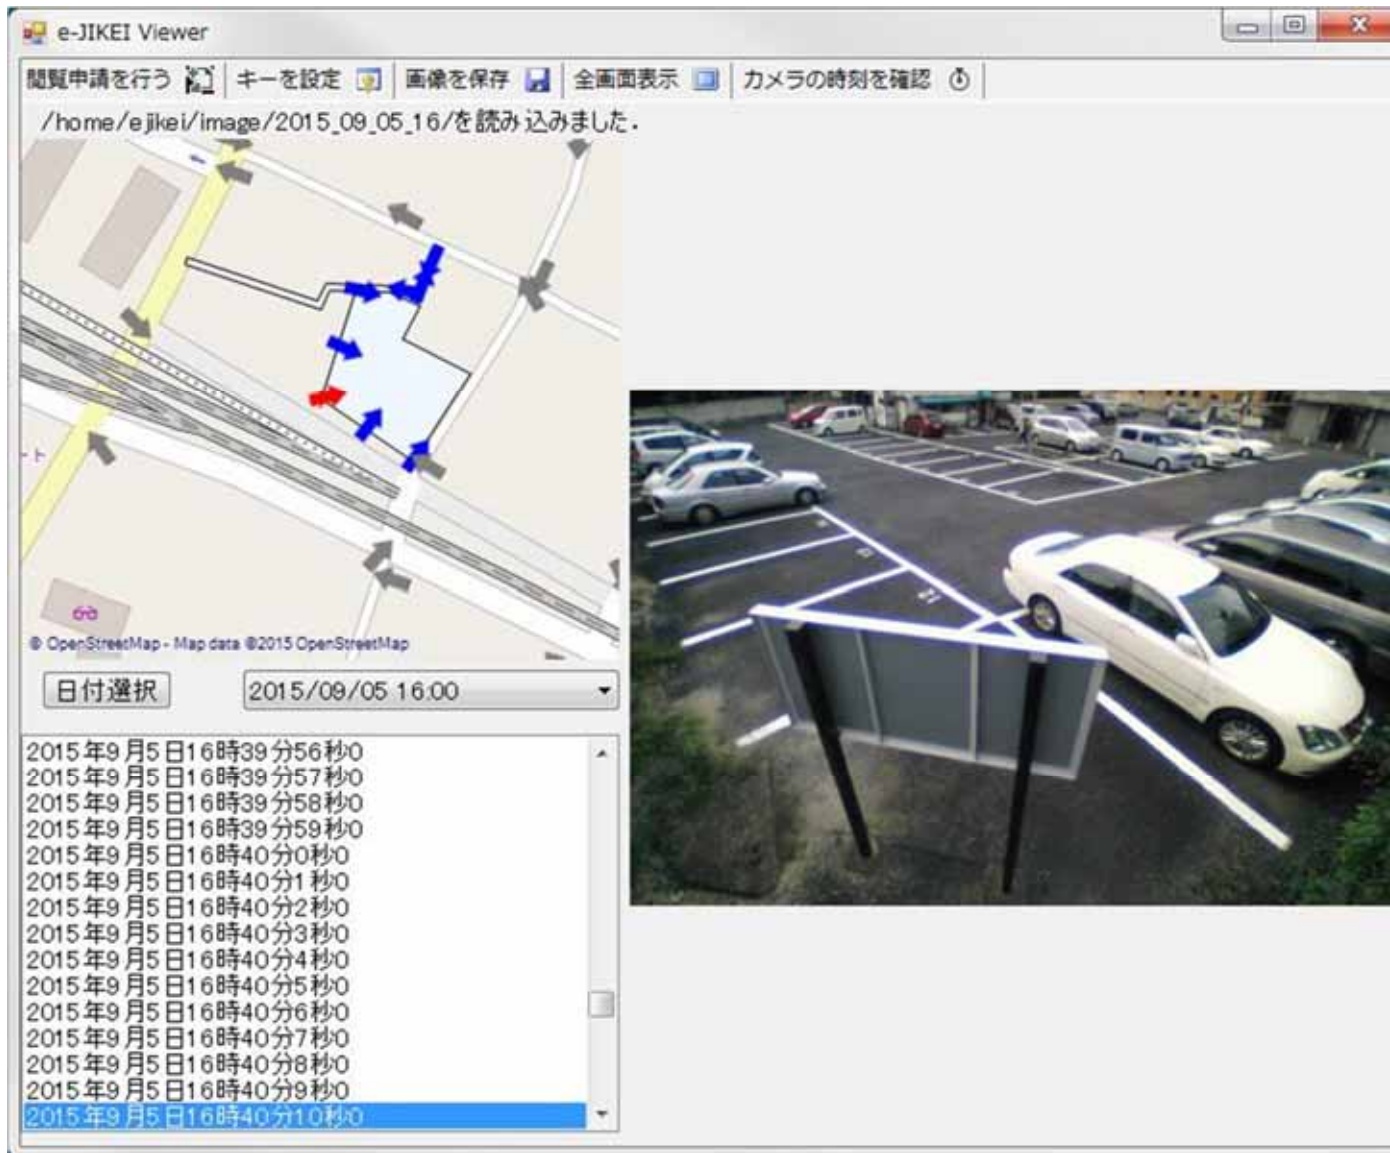 e-JIKEI Viewer
閲覧申請を行う キーを設定 画像を保存 全画面表示 カメラの時刻を確認
/home/ejikei/image/2015_09_05_16/を読み込みました.
ート
© OpenStreetMap - Map data ©2015 OpenStreetMap
日付選択 2015/09/05 16:00
2015年9月5日16時39分56秒0
2015年9月5日16時39分57秒0
2015年9月5日16時39分58秒0
2015年9月5日16時39分59秒0
2015年9月5日16時40分0秒0
2015年9月5日16時40分1秒0
2015年9月5日16時40分2秒0
2015年9月5日16時40分3秒0
2015年9月5日16時40分4秒0
2015年9月5日16時40分5秒0
2015年9月5日16時40分6秒0
2015年9月5日16時40分7秒0
2015年9月5日16時40分8秒0
2015年9月5日16時40分9秒0
2015年9月5日16時40分10秒0